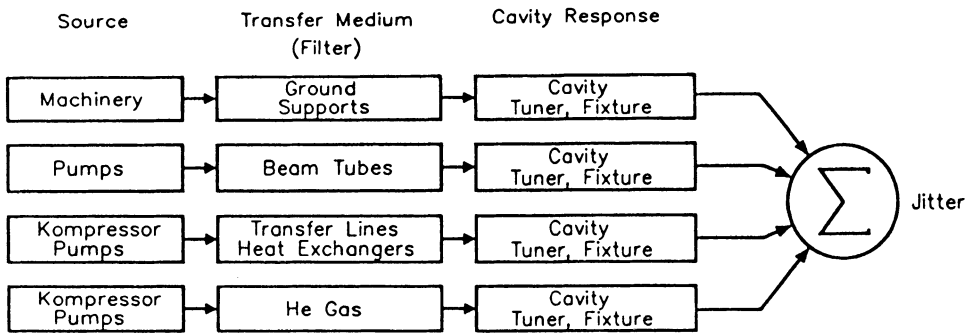 Source
Transfer Medium
(Filter)
Cavity Response
Machinery
Ground
Supports
Cavity
Tuner, Fixture
Pumps
Beam Tubes
Cavity
Tuner, Fixture
Kompressor
Pumps
Transfer Lines
Heat Exchangers
Cavity
Tuner, Fixture
Kompressor
Pumps
He Gas
Cavity
Tuner, Fixture
Σ
Jitter